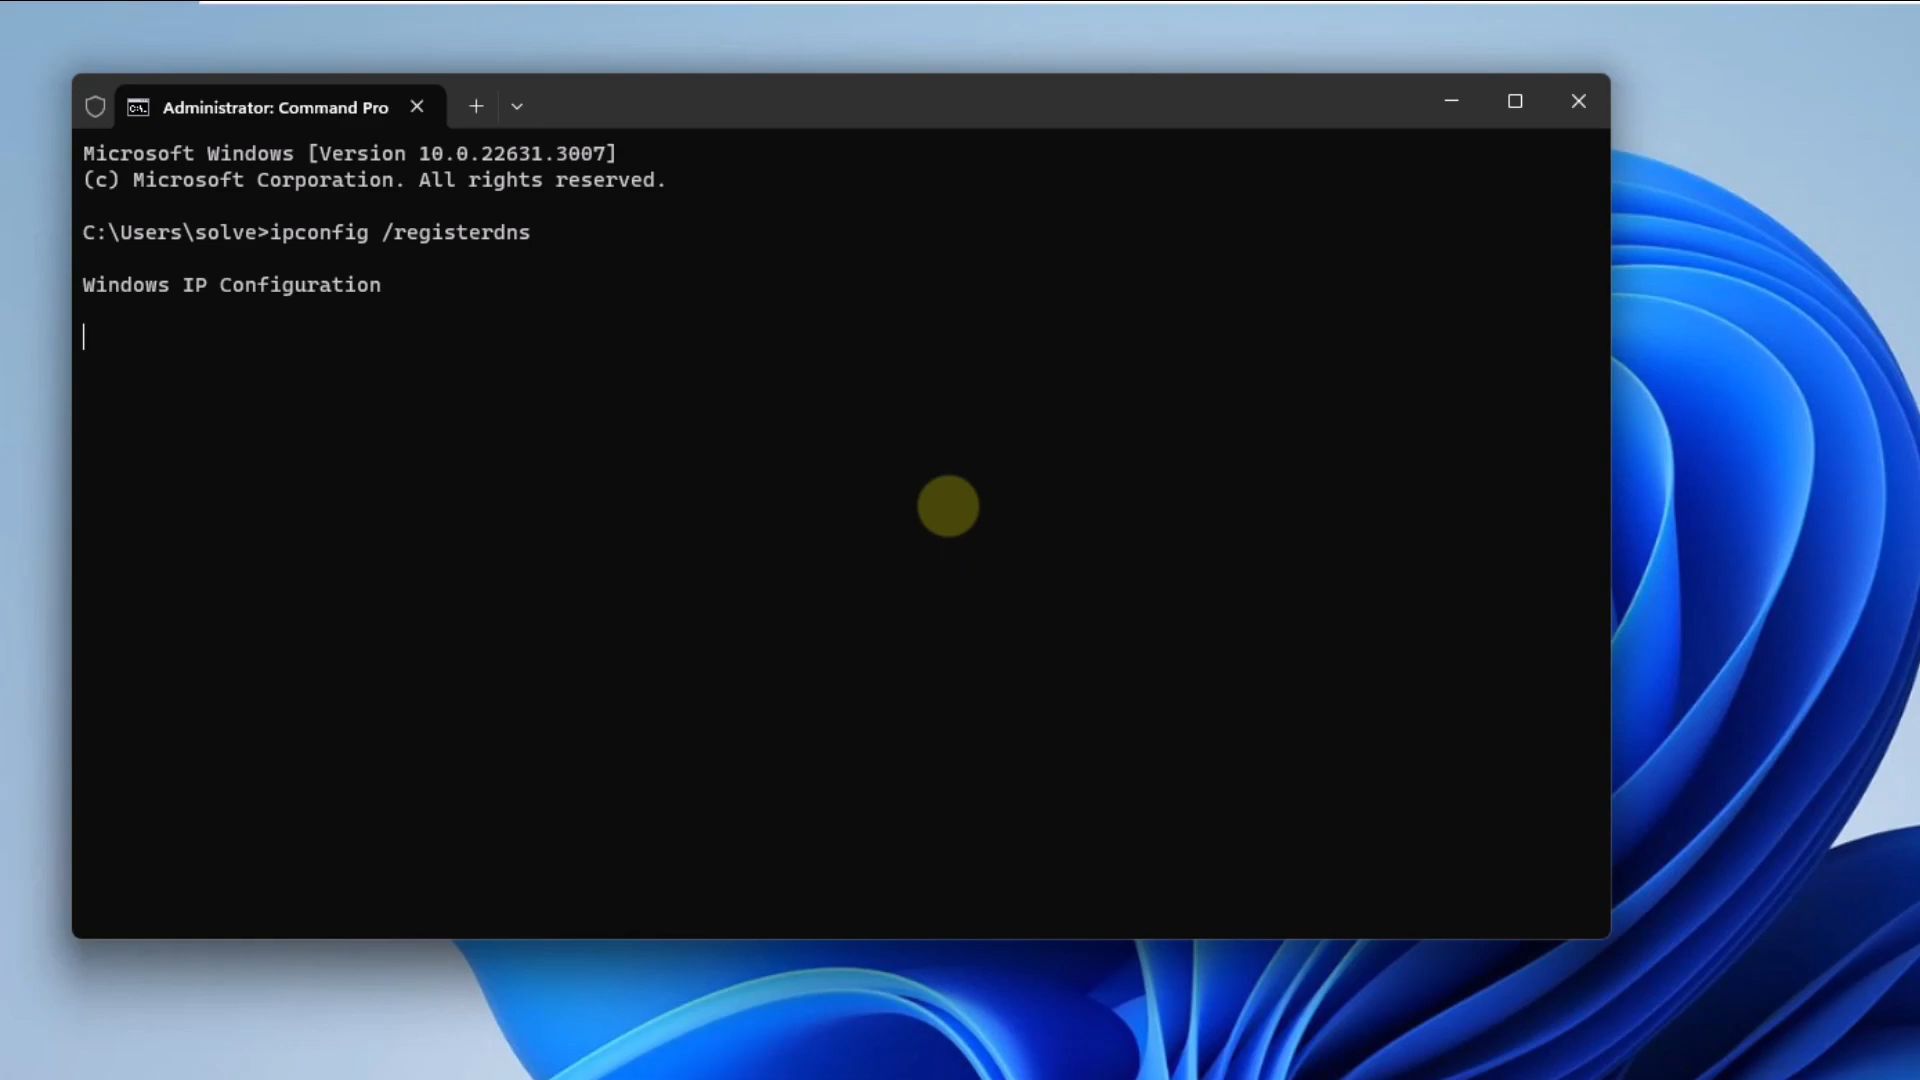 Administrator: Command Pro
Microsoft Windows [Version 10.0.22631.3007]
(c) Microsoft Corporation. All rights reserved.
C:\Users\solve>ipconfig /registerdns
Windows IP Configuration